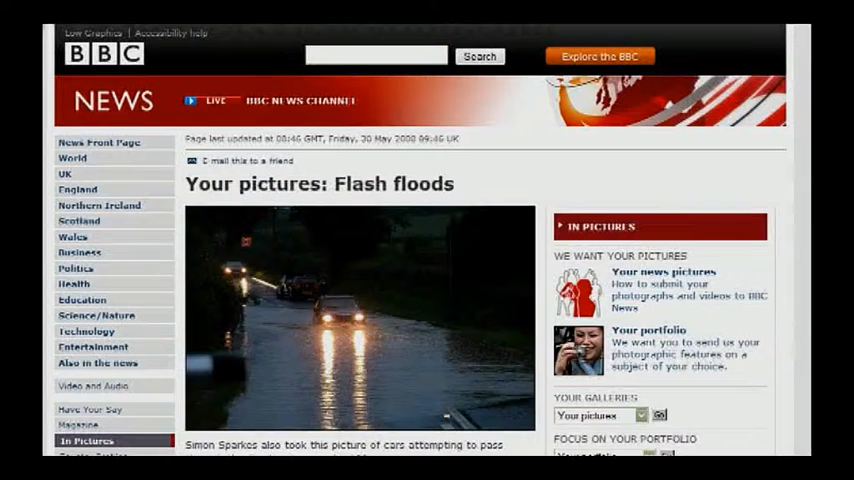 Low Graphics | Accessibility help
BBC
Search
Explore the BBC
NEWS
LIVE BBC NEWS CHANNEL
News Front Page
World
UK
England
Northern Ireland
Scotland
Wales
Business
Politics
Health
Education
Science/Nature
Technology
Entertainment
Also in the news
Video and Audio
Have Your Say
Magazine
In Pictures
Page last updated at 08:46 GMT, Friday, 30 May 2008 09:46 UK
E-mail this to a friend
Your pictures: Flash floods
Simon Sparkes also took this picture of cars attempting to pass
IN PICTURES
WE WANT YOUR PICTURES
Your news pictures
How to submit your
photographs and videos to BBC
News
Your portfolio
We want you to send us your
photographic features on a
subject of your choice.
YOUR GALLERIES
Your pictures
GO
FOCUS ON YOUR PORTFOLIO
Your portfolio